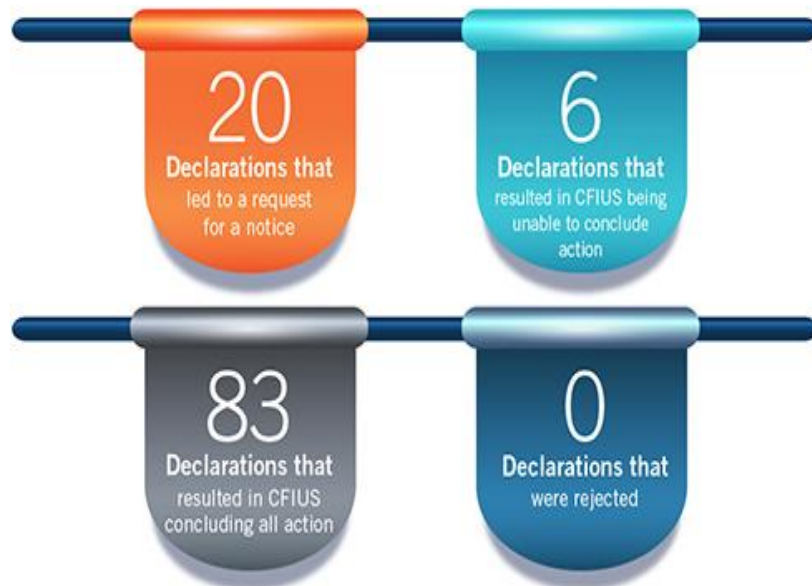 20
Declarations that
led to a request
for a notice
6
Declarations that
resulted in CFIUS being
unable to conclude
action
83
Declarations that
resulted in CFIUS
concluding all action
0
Declarations that
were rejected